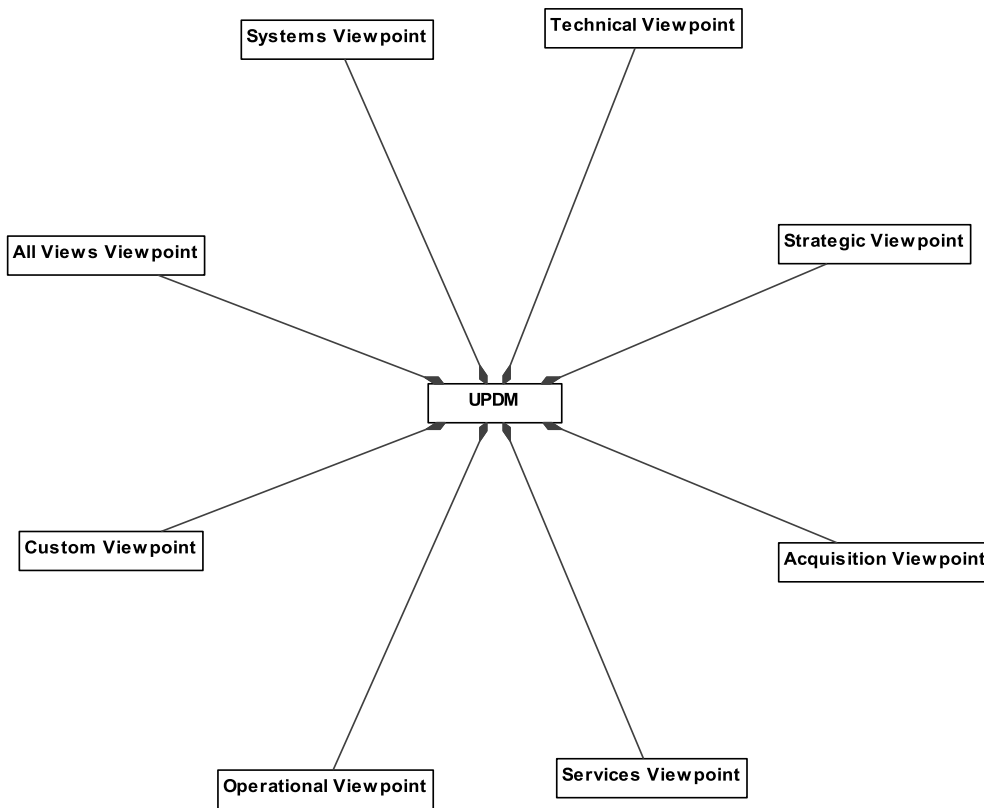 Technical Viewpoint
Systems Viewpoint
Strategic Viewpoint
All Views Viewpoint
UPDM
Custom Viewpoint
Acquisition Viewpoint
Services Viewpoint
Operational Viewpoint